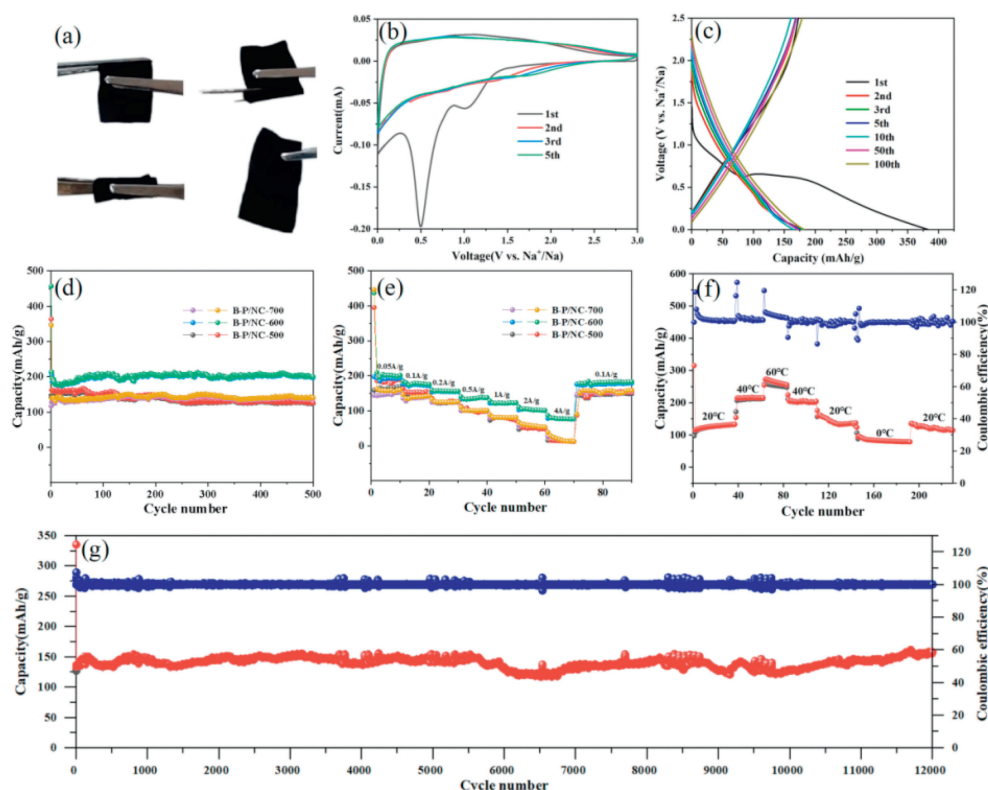 (a)
(b)
0.05
0.00
-0.05
-0.10
-0.15
-0.20
Current(mA)
1st
2nd
3rd
5th
0.0 0.5 1.0 1.5 2.0 2.5 3.0
Voltage(V vs. Na⁺/Na)
(c)
2.5
2.0
1.5
1.0
0.5
0.0
Voltage (V vs. Na⁺/Na)
1st
2nd
3rd
5th
10th
50th
100th
0 50 100 150 200 250 300 350 400
Capacity (mAh/g)
(d)
500
400
300
200
100
0
Capacity(mAh/g)
B-P/NC-700
B-P/NC-600
B-P/NC-500
0 100 200 300 400 500
Cycle number
(e)
500
400
300
200
100
0
Capacity(mAh/g)
B-P/NC-700
B-P/NC-600
B-P/NC-500
0.05A/g 0.1A/g 0.2A/g 0.5A/g 1A/g 2A/g 4A/g 0.1A/g
0 20 40 60 80
Cycle number
(f)
600
500
400
300
200
100
0
Capacity (mAh/g)
20℃ 40℃ 60℃ 40℃ 20℃ 0℃ 20℃
120
100
80
60
40
20
0
Coulombic efficiency(%)
0 40 80 120 160 200
Cycle number
(g)
350
300
250
200
150
100
50
0
Capacity(mAh/g)
120
100
80
60
40
20
0
Coulombic efficiency(%)
0 1000 2000 3000 4000 5000 6000 7000 8000 9000 10000 11000 12000
Cycle number